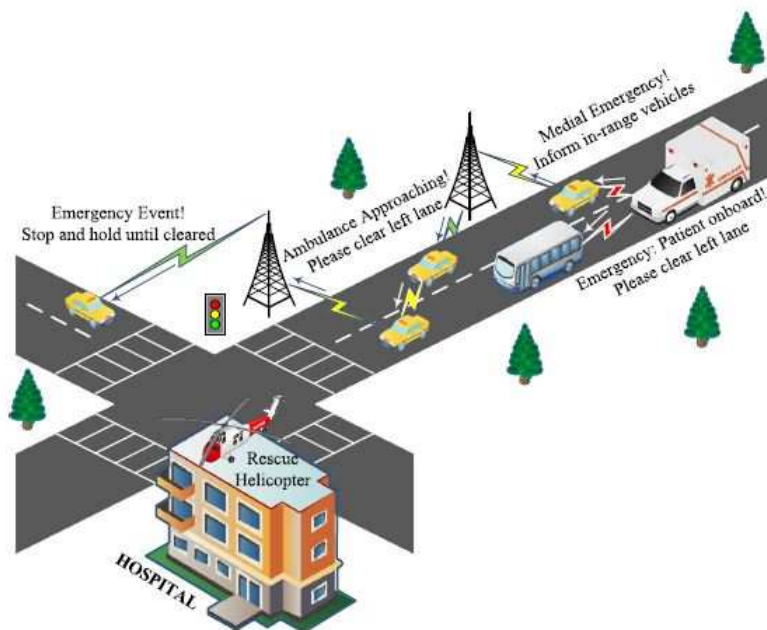 Medial Emergency!
Inform in-range vehicles
Ambulance Approaching!
Please clear left lane
Emergency Event!
Stop and hold until cleared
Emergency: Patient onboard!
Please clear left lane
Rescue
Helicopter
HOSPITAL